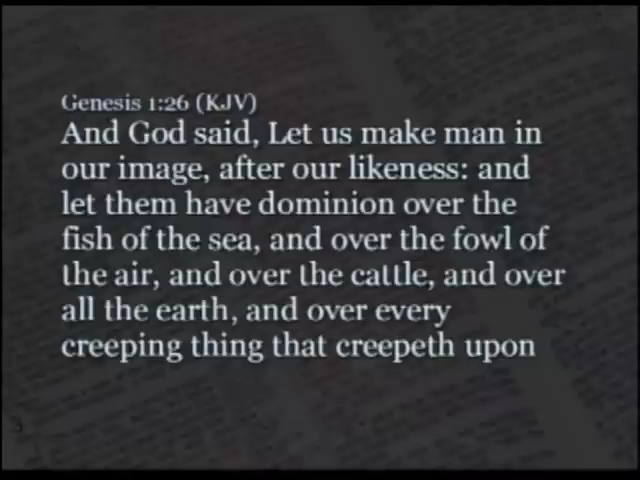 Genesis 1:26 (KJV)
And God said, Let us make man in
our image, after our likeness: and
let them have dominion over the
fish of the sea, and over the fowl of
the air, and over the cattle, and over
all the earth, and over every
creeping thing that creepeth upon